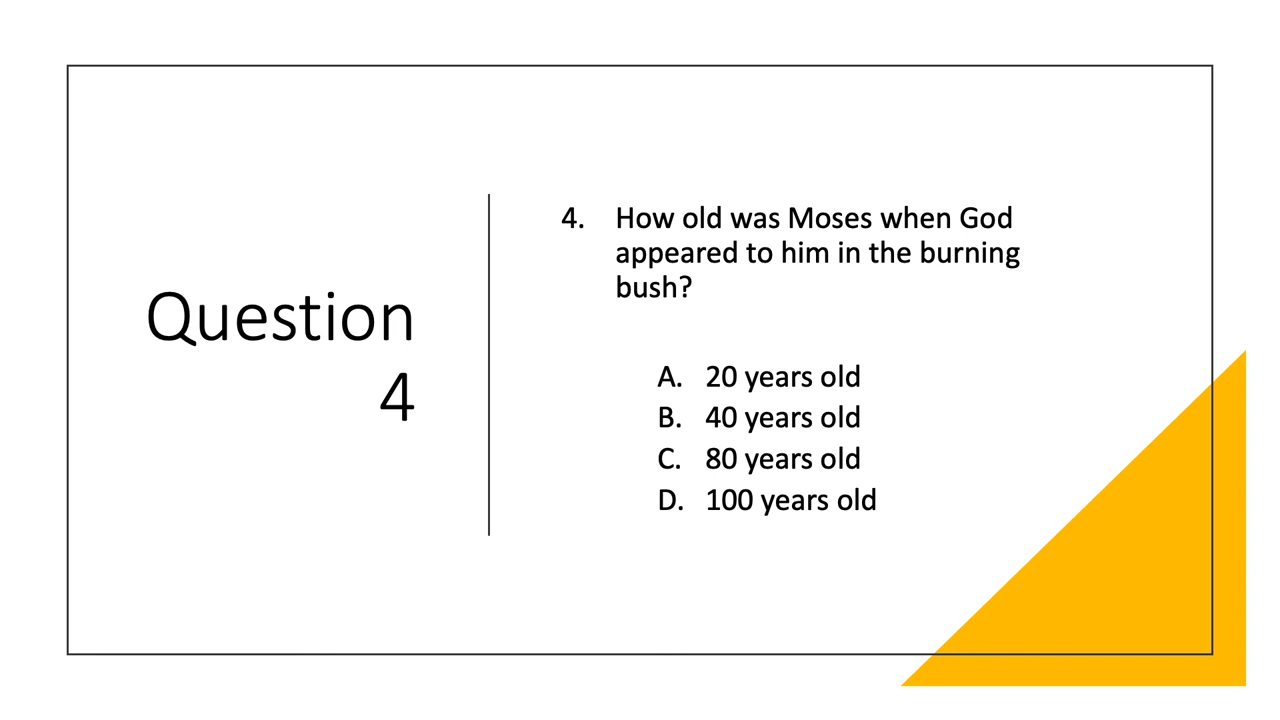 Question
4
4. How old was Moses when God
appeared to him in the burning
bush?
A. 20 years old
B. 40 years old
C. 80 years old
D. 100 years old